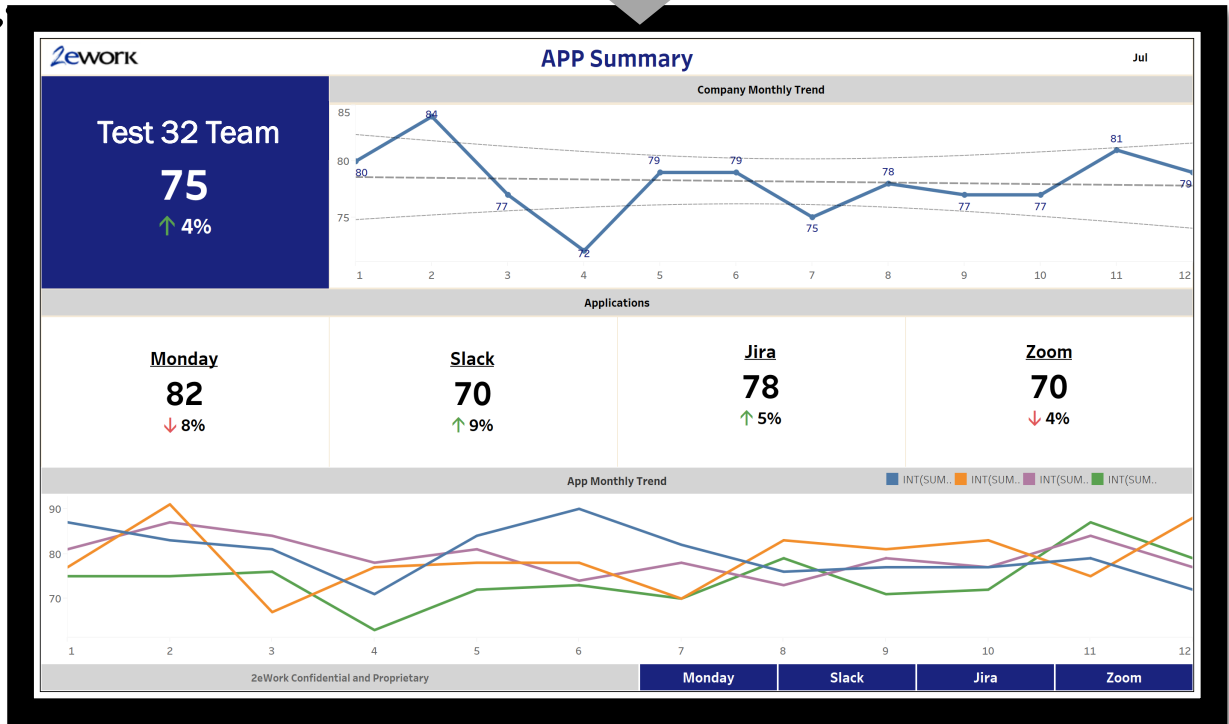 2ework
APP Summary
Jul
Test 32 Team
75
↑ 4%
Company Monthly Trend
85
80
75
80
84
77
72
79
79
75
78
77
77
81
79
1 2 3 4 5 6 7 8 9 10 11 12
Applications
Monday
82
↓ 8%
Slack
70
↑ 9%
Jira
78
↑ 5%
Zoom
70
↓ 4%
App Monthly Trend
INT(SUM.. INT(SUM.. INT(SUM.. INT(SUM..
90
80
70
1 2 3 4 5 6 7 8 9 10 11 12
2eWork Confidential and Proprietary
Monday Slack Jira Zoom